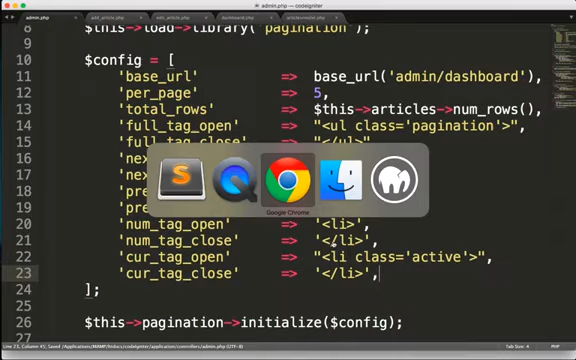 admin.php — codeigniter
admin.php
add_article.php
edit_article.php
dashboard.php
articlesmodel.php
8 $this->load->library('pagination');
10 $config = [
11 'base_url' => base_url('admin/dashboard'),
12 'per_page' => 5,
13 'total_rows' => $this->articles->num_rows(),
14 'full_tag_open' => "<ul class='pagination'>",
15 'full_tag_close' => "</ul>",
16 'nex
17 'nex
18 'pre
19 'pre
20 'num_tag_open' => '<li>',
21 'num_tag_close' => '</li>',
22 'cur_tag_open' => "<li class='active'>",
23 'cur_tag_close' => '</li>',
24 ];
26 $this->pagination->initialize($config);
27
Google Chrome
Tab Size: 4
PHP